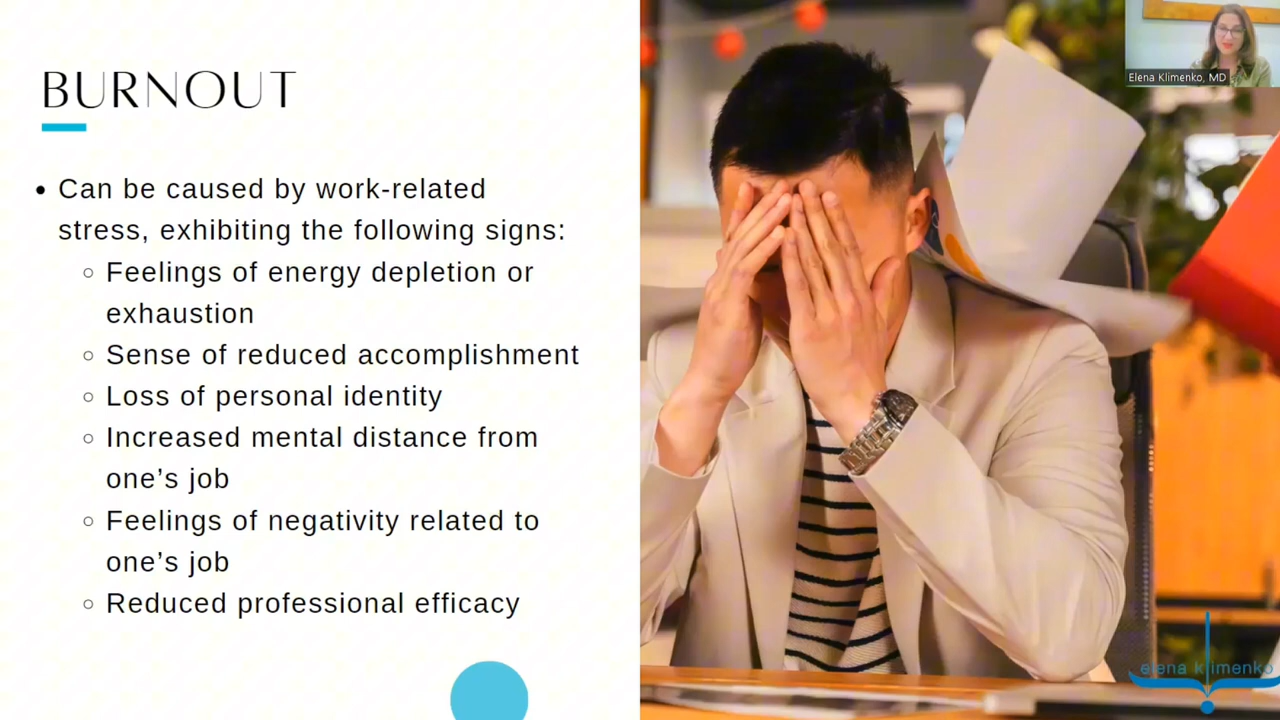 BURNOUT
• Can be caused by work-related
stress, exhibiting the following signs:
○ Feelings of energy depletion or
exhaustion
○ Sense of reduced accomplishment
○ Loss of personal identity
○ Increased mental distance from
one’s job
○ Feelings of negativity related to
one’s job
○ Reduced professional efficacy
Elena Klimenko, MD
elena klimenko